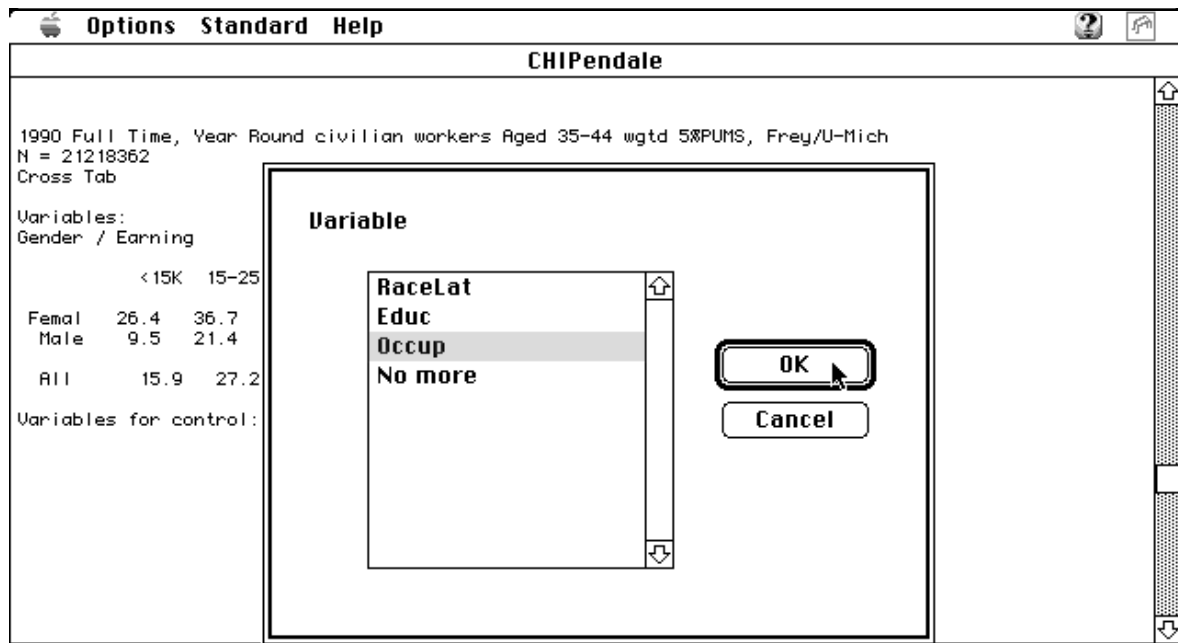 Options Standard Help
CHIPendale
1990 Full Time, Year Round civilian workers Aged 35-44 wgtd 5%PUMS, Frey/U-Mich
N = 21218362
Cross Tab
Variables:
Gender / Earning
<15K 15-25
Femal 26.4 36.7
Male 9.5 21.4
All 15.9 27.2
Variables for control:
Variable
RaceLat
Educ
Occup
No more
OK
Cancel